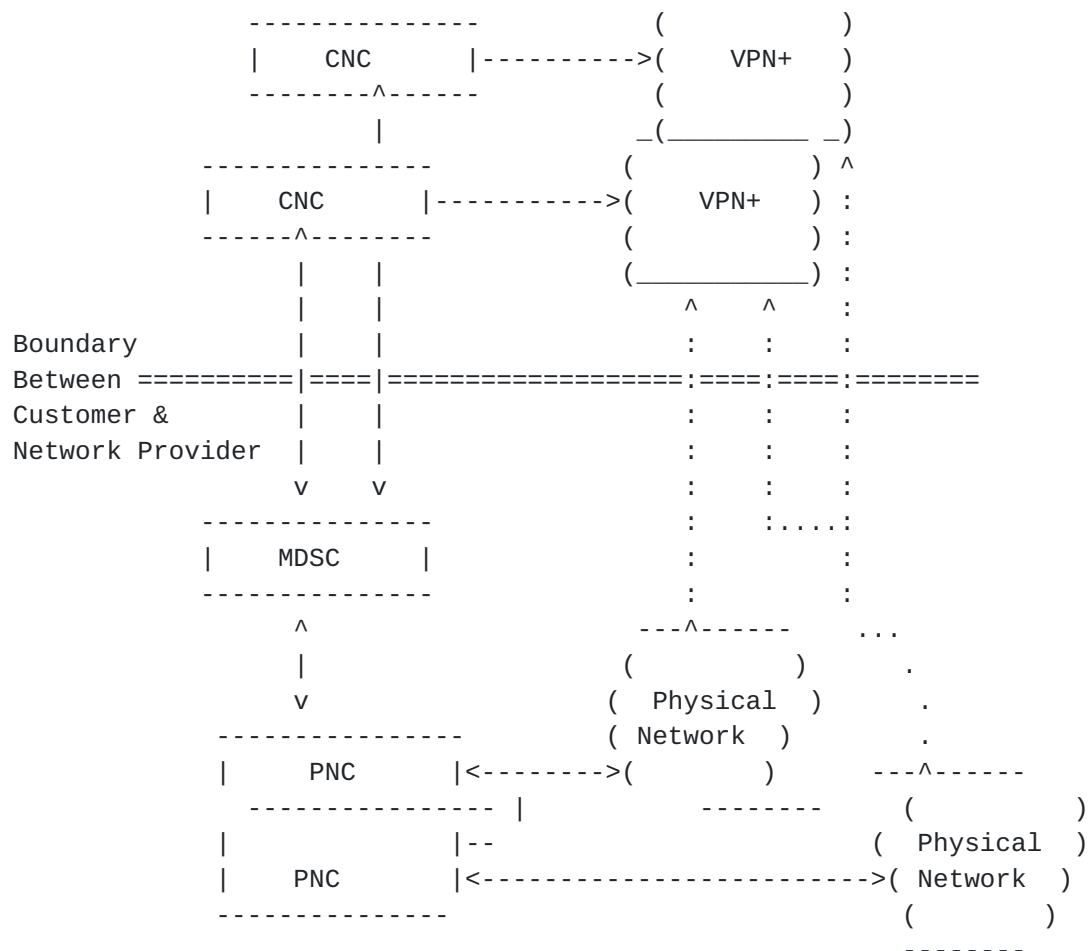 CNC VPN+
CNC VPN+
Boundary
Between
Customer &
Network Provider
MDSC
Physical
Network
PNC
Physical
PNC Network